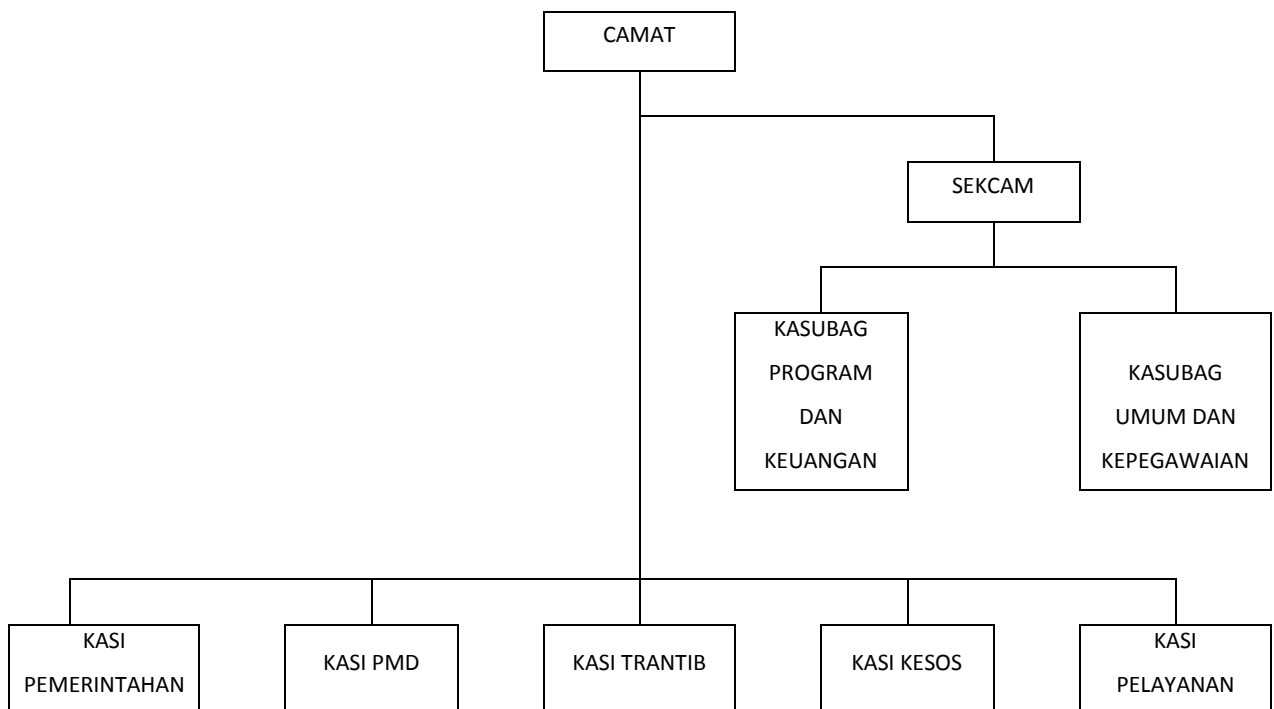 CAMAT
SEKCAM
KASUBAG
PROGRAM
DAN
KEUANGAN
KASUBAG
UMUM DAN
KEPEGAWAIAN
KASI
PEMERINTAHAN
KASI PMD
KASI TRANTIB
KASI KESOS
KASI
PELAYANAN